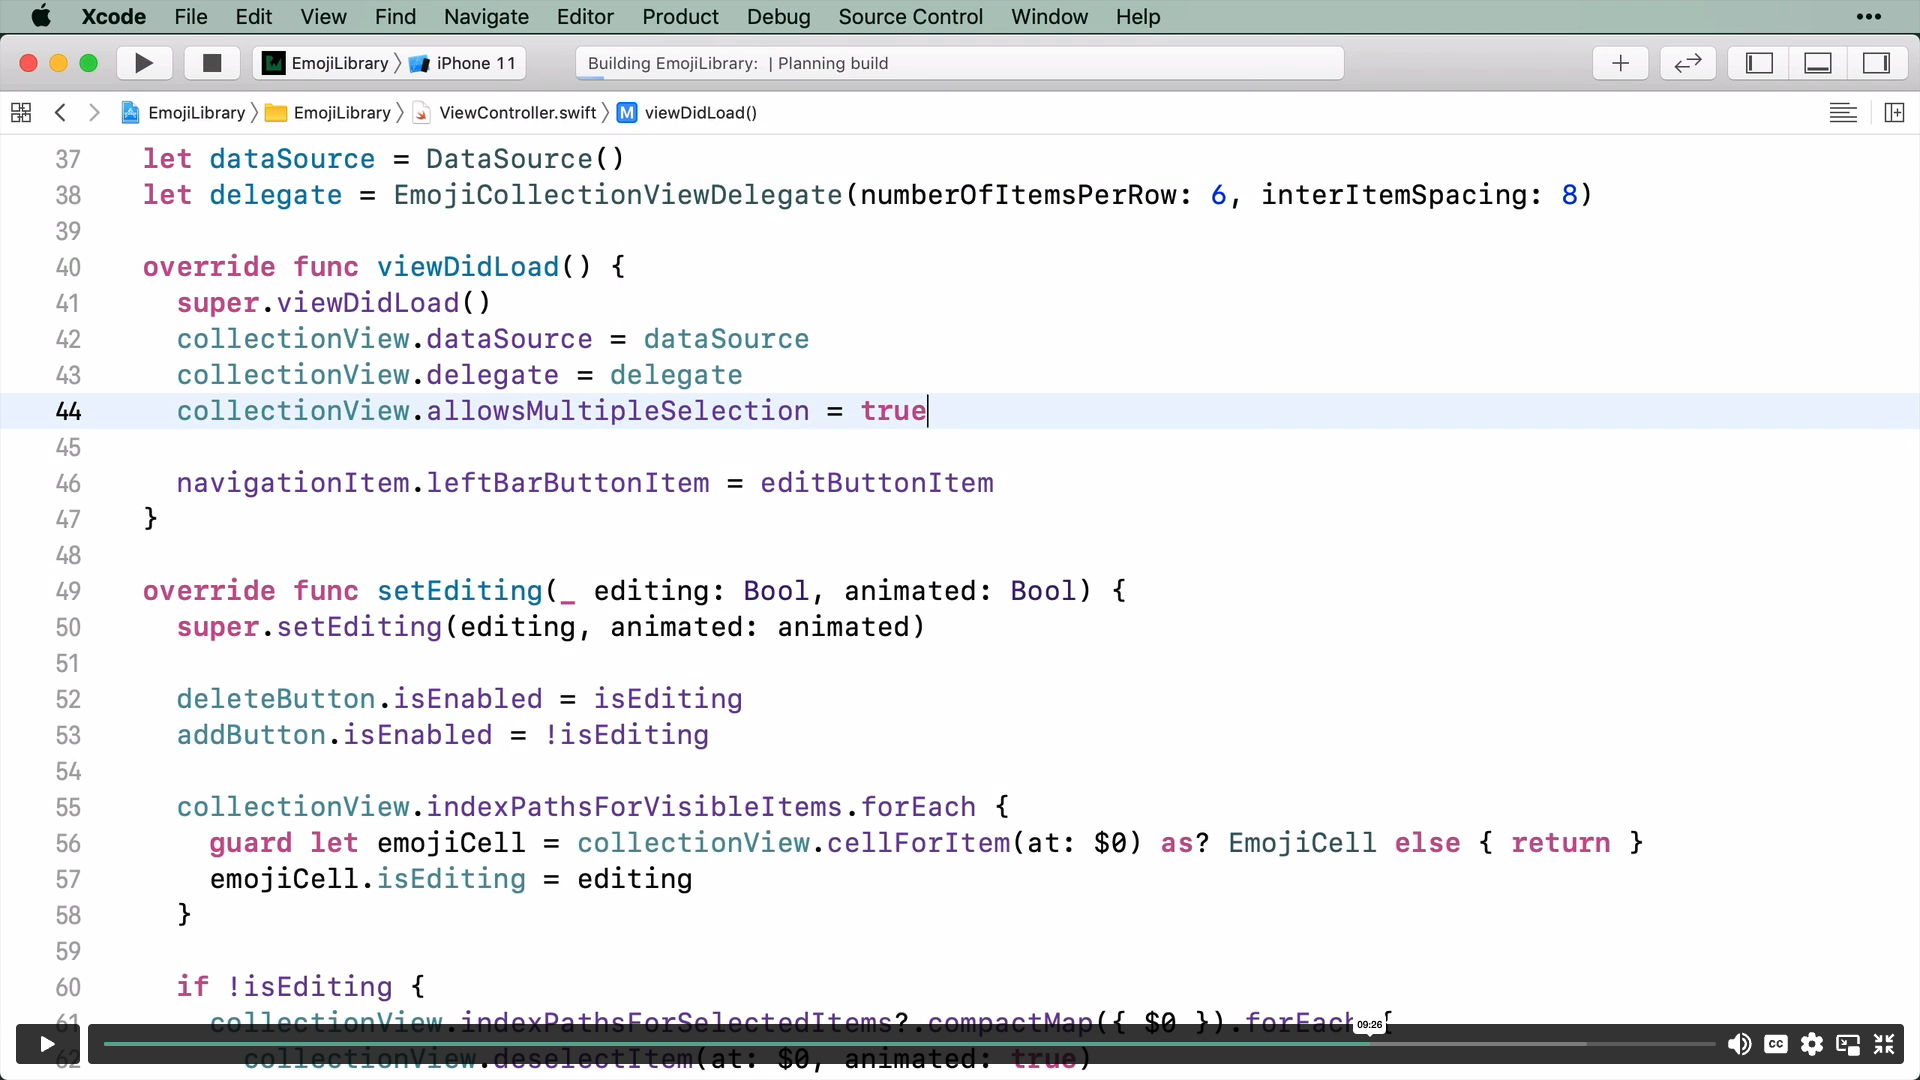 Xcode File Edit View Find Navigate Editor Product Debug Source Control Window Help
EmojiLibrary iPhone 11 Building EmojiLibrary: | Planning build
EmojiLibrary EmojiLibrary ViewController.swift M viewDidLoad()
37 let dataSource = DataSource()
38 let delegate = EmojiCollectionViewDelegate(numberOfItemsPerRow: 6, interItemSpacing: 8)
39
40 override func viewDidLoad() {
41 super.viewDidLoad()
42 collectionView.dataSource = dataSource
43 collectionView.delegate = delegate
44 collectionView.allowsMultipleSelection = true
45
46 navigationItem.leftBarButtonItem = editButtonItem
47 }
48
49 override func setEditing(_ editing: Bool, animated: Bool) {
50 super.setEditing(editing, animated: animated)
51
52 deleteButton.isEnabled = isEditing
53 addButton.isEnabled = !isEditing
54
55 collectionView.indexPathsForVisibleItems.forEach {
56 guard let emojiCell = collectionView.cellForItem(at: $0) as? EmojiCell else { return }
57 emojiCell.isEditing = editing
58 }
59
60 if !isEditing {
61 collectionView.indexPathsForSelectedItems?.compactMap({ $0 }).forEach {
09:26
CC
62 collectionView.deselectItem(at: $0, animated: true)